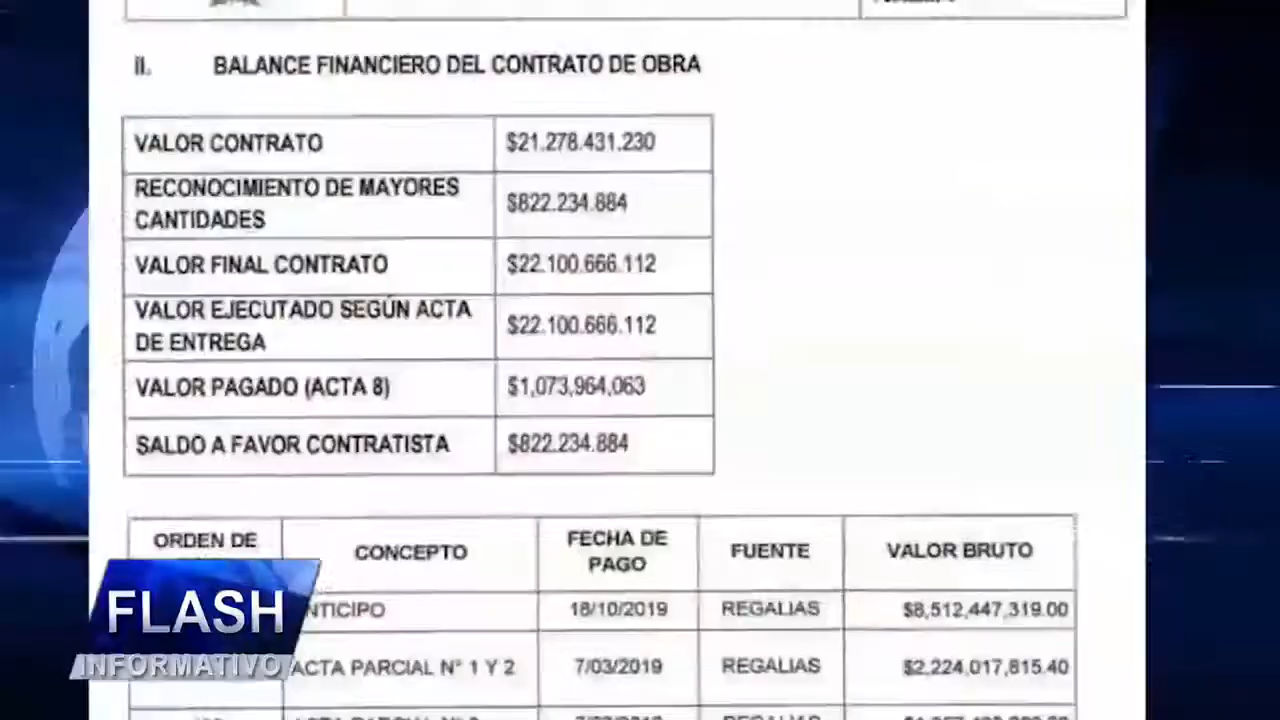 II. BALANCE FINANCIERO DEL CONTRATO DE OBRA
VALOR CONTRATO $21.278.431.230
RECONOCIMIENTO DE MAYORES
CANTIDADES $822.234.884
VALOR FINAL CONTRATO $22.100.666.112
VALOR EJECUTADO SEGÚN ACTA
DE ENTREGA $22.100.666.112
VALOR PAGADO (ACTA 8) $1,073,964,063
SALDO A FAVOR CONTRATISTA $822.234.884
ORDEN DE CONCEPTO FECHA DE
PAGO FUENTE VALOR BRUTO
NTICIPO 18/10/2019 REGALIAS $8,512,447,319.00
ACTA PARCIAL N° 1 Y 2 7/03/2019 REGALIAS $2,224,017,815.40
FLASH
INFORMATIVO